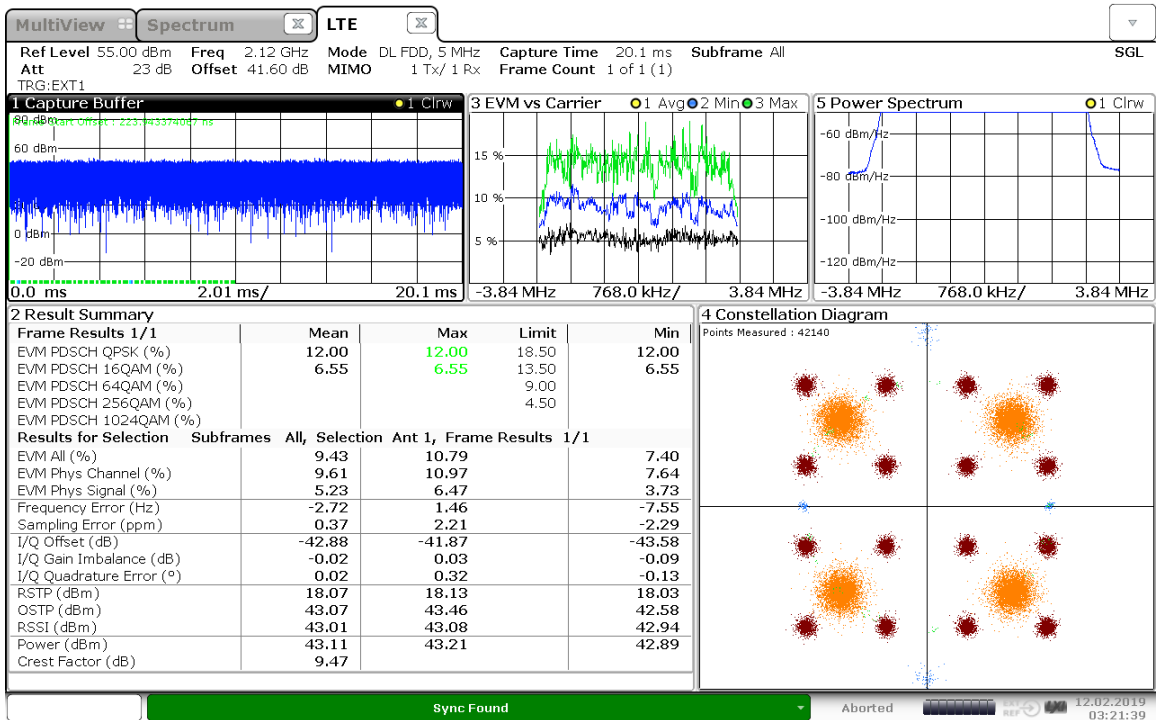 MultiView Spectrum LTE
Ref Level 55.00 dBm Freq 2.12 GHz Mode DL FDD, 5 MHz Capture Time 20.1 ms Subframe All SGL
Att 23 dB Offset 41.60 dB MIMO 1 Tx/ 1 Rx Frame Count 1 of 1 (1)
TRG:EXT1
1 Capture Buffer 1 Clrw
80 dBm
Frame Start Offset : 223.943374067 ns
60 dBm
0 dBm
-20 dBm
0.0 ms 2.01 ms/ 20.1 ms
3 EVM vs Carrier 1 Avg 2 Min 3 Max
15 %
10 %
5 %
-3.84 MHz 768.0 kHz/ 3.84 MHz
5 Power Spectrum 1 Clrw
-60 dBm/Hz
-80 dBm/Hz
-100 dBm/Hz
-120 dBm/Hz
-3.84 MHz 768.0 kHz/ 3.84 MHz
2 Result Summary
Frame Results 1/1 Mean Max Limit Min
EVM PDSCH QPSK (%) 12.00 12.00 18.50 12.00
EVM PDSCH 16QAM (%) 6.55 6.55 13.50 6.55
EVM PDSCH 64QAM (%) 9.00
EVM PDSCH 256QAM (%) 4.50
EVM PDSCH 1024QAM (%)
Results for Selection Subframes All, Selection Ant 1, Frame Results 1/1
EVM All (%) 9.43 10.79 7.40
EVM Phys Channel (%) 9.61 10.97 7.64
EVM Phys Signal (%) 5.23 6.47 3.73
Frequency Error (Hz) -2.72 1.46 -7.55
Sampling Error (ppm) 0.37 2.21 -2.29
I/Q Offset (dB) -42.88 -41.87 -43.58
I/Q Gain Imbalance (dB) -0.02 0.03 -0.09
I/Q Quadrature Error (°) 0.02 0.32 -0.13
RSTP (dBm) 18.07 18.13 18.03
OSTP (dBm) 43.07 43.46 42.58
RSSI (dBm) 43.01 43.08 42.94
Power (dBm) 43.11 43.21 42.89
Crest Factor (dB) 9.47
4 Constellation Diagram
Points Measured : 42140
Sync Found
Aborted
EXT
REF
12.02.2019
03:21:39